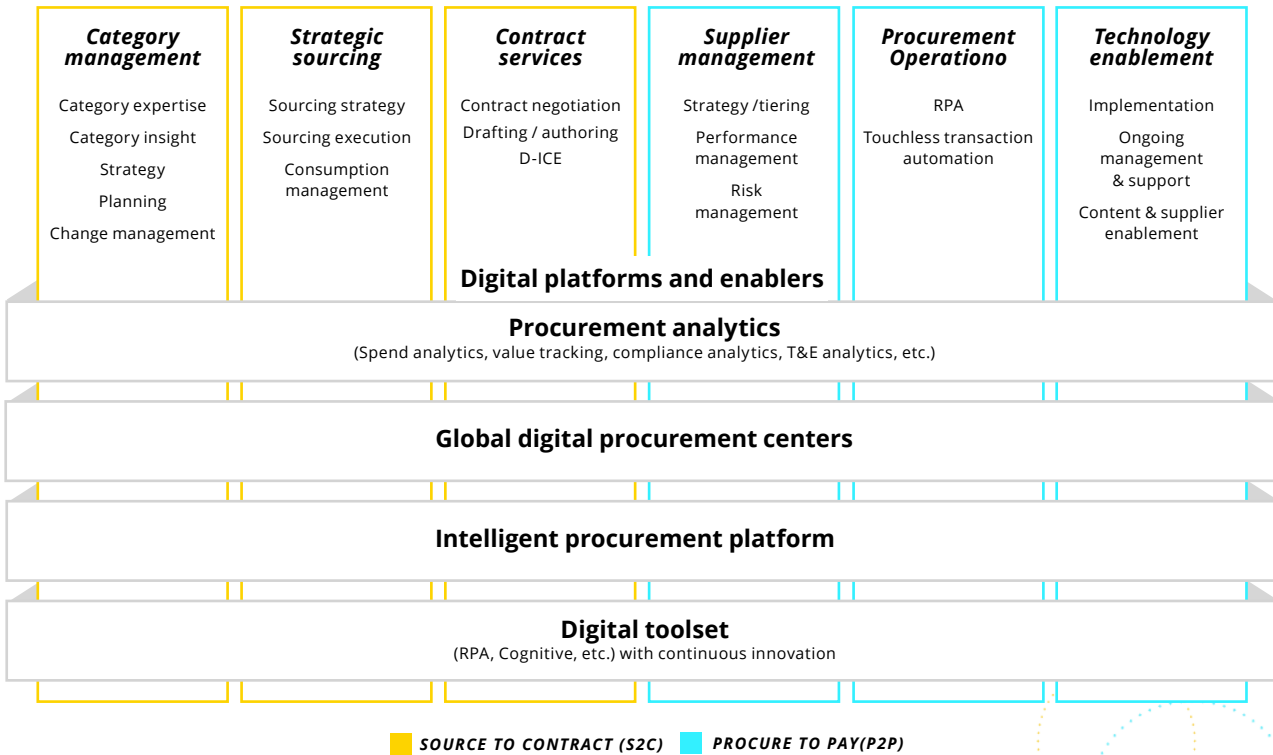 Category
management
Category expertise
Category insight
Strategy
Planning
Change management
Strategic
sourcing
Sourcing strategy
Sourcing execution
Consumption
management
Contract
services
Contract negotiation
Drafting / authoring
D-ICE
Supplier
management
Strategy /tiering
Performance
management
Risk
management
Procurement
Operationo
RPA
Touchless transaction
automation
Technology
enablement
Implementation
Ongoing
management
& support
Content & supplier
enablement
Digital platforms and enablers
Procurement analytics
(Spend analytics, value tracking, compliance analytics, T&E analytics, etc.)
Global digital procurement centers
Intelligent procurement platform
Digital toolset
(RPA, Cognitive, etc.) with continuous innovation
SOURCE TO CONTRACT (S2C)
PROCURE TO PAY(P2P)